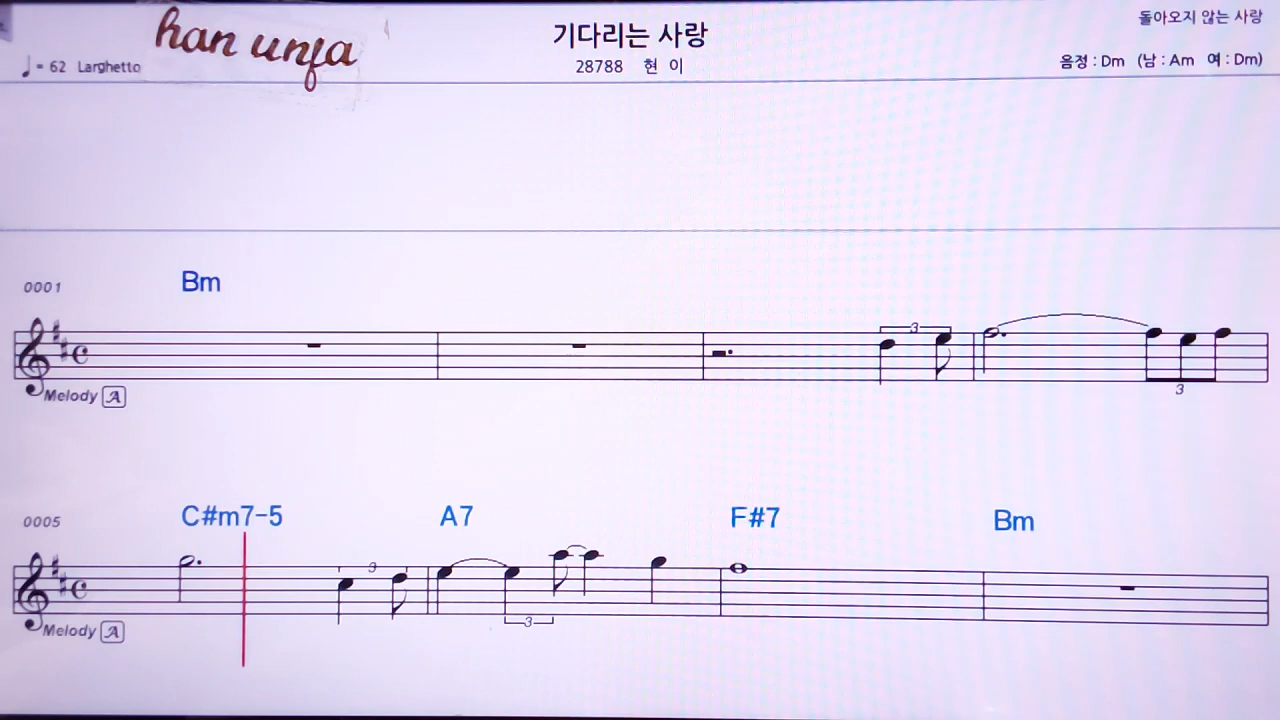 han unja
기다리는 사랑
돌아오지 않는 사랑
♩= 62 Larghetto
28788 현 이
음정 : Dm (남 : Am 여 : Dm)
0001
Bm
3
Melody A
3
0005
C#m7-5 A7 F#7 Bm
3
Melody A
3